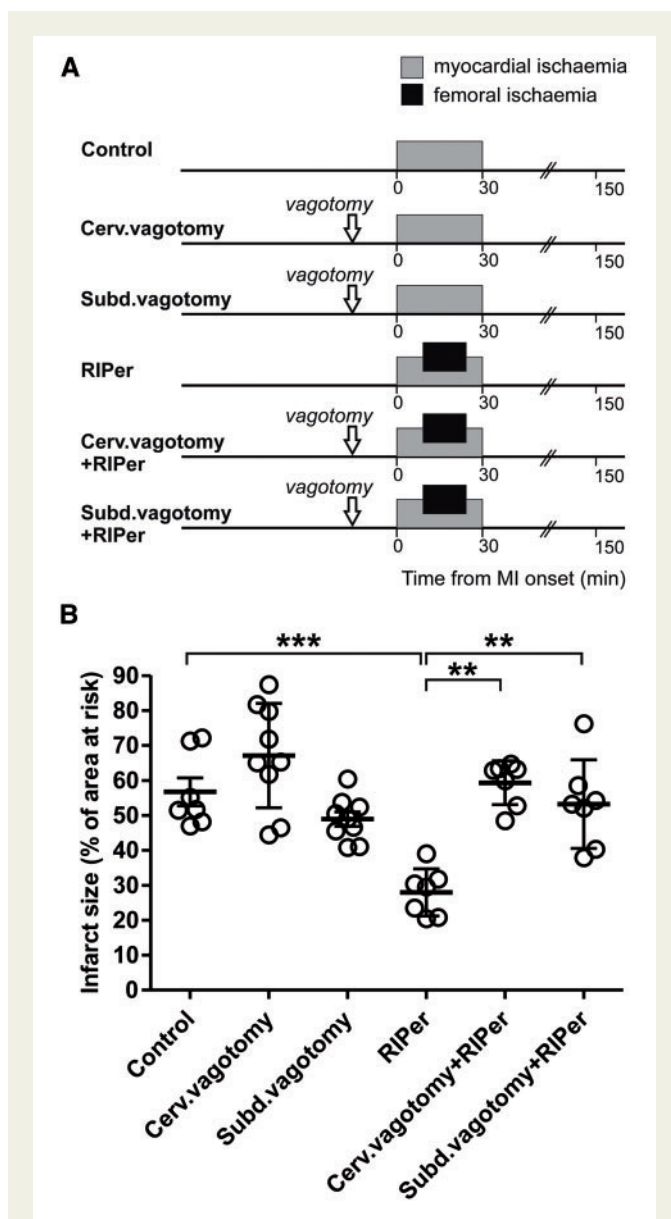 A
myocardial ischaemia
femoral ischaemia
Control
0 30 150
vagotomy
Cerv.vagotomy
0 30 150
vagotomy
Subd.vagotomy
0 30 150
RIPer
0 30 150
vagotomy
Cerv.vagotomy
+RIPer
0 30 150
vagotomy
Subd.vagotomy
+RIPer
0 30 150
Time from MI onset (min)
B
*** **
**
Infarct size (% of area at risk)
90
80
70
60
50
40
30
20
10
0
Control
Cerv.vagotomy
Subd.vagotomy
RIPer
Cerv.vagotomy+RIPer
Subd.vagotomy+RIPer